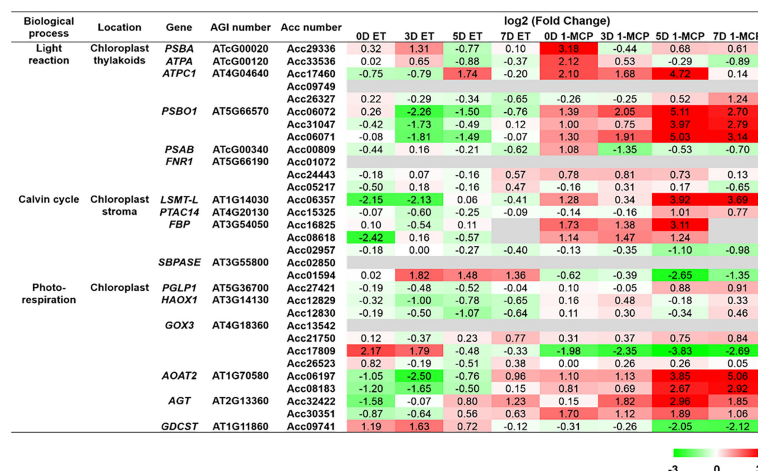 Biological process Location Gene AGI number Acc number log2 (Fold Change)
0D ET 3D ET 5D ET 7D ET 0D 1-MCP 3D 1-MCP 5D 1-MCP 7D 1-MCP
Light reaction Chloroplast thylakoids PSBA ATcG00020 Acc29336 0.32 1.31 -0.77 0.10 3.18 -0.44 0.68 0.61
ATPA ATcG00120 Acc33536 0.02 0.65 -0.88 -0.37 2.12 0.53 -0.29 -0.89
ATPC1 AT4G04640 Acc17460 -0.75 -0.79 1.74 -0.20 2.10 1.68 4.72 0.14
Acc09749
Acc26327 0.22 -0.29 -0.34 -0.65 -0.26 -0.25 0.52 1.24
PSBO1 AT5G66570 Acc06072 0.26 -2.26 -1.50 -0.76 1.39 2.05 5.11 2.70
Acc31047 -0.42 -1.73 -0.49 0.12 1.00 0.75 3.97 2.79
Acc06071 -0.08 -1.81 -1.49 -0.07 1.30 1.91 5.03 3.14
PSAB ATcG00340 Acc00809 -0.44 0.16 -0.21 -0.62 1.08 -1.35 -0.53 -0.70
FNR1 AT5G66190 Acc01072
Acc24443 -0.18 0.07 -0.16 0.57 0.78 0.81 0.73 0.13
Acc05217 -0.50 0.18 -0.16 0.47 -0.16 0.31 0.17 -0.65
Calvin cycle Chloroplast stroma LSMT-L AT1G14030 Acc06357 -2.15 -2.13 0.06 -0.41 1.28 0.34 3.92 3.69
PTAC14 AT4G20130 Acc15325 -0.07 -0.60 -0.25 -0.09 -0.14 -0.16 1.01 0.77
FBP AT3G54050 Acc16825 0.10 -0.54 0.11 1.73 1.38 3.11
Acc08618 -2.42 0.16 -0.57 1.14 1.47 1.24
Acc02957 -0.18 0.00 -0.27 -0.40 -0.13 -0.35 -1.10 -0.98
SBPASE AT3G55800 Acc02850
Acc01594 0.02 1.82 1.48 1.36 -0.62 -0.39 -2.65 -1.35
Photo-respiration Chloroplast PGLP1 AT5G36700 Acc27421 -0.19 -0.48 -0.52 -0.04 0.10 -0.05 0.88 0.91
HAOX1 AT3G14130 Acc12829 -0.32 -1.00 -0.78 -0.65 0.16 0.48 -0.18 0.33
Acc12830 -0.19 -0.50 -1.07 -0.64 0.11 0.30 -0.34 0.46
GOX3 AT4G18360 Acc13542
Acc21750 0.12 -0.37 0.23 0.77 0.31 0.37 0.75 0.84
Acc17809 2.17 1.79 -0.48 -0.33 -1.98 -2.35 -3.83 -2.69
Acc26523 0.82 -0.19 -0.51 0.38 0.00 0.26 0.26 0.05
AOAT2 AT1G70580 Acc06197 -1.05 -2.50 -0.76 0.96 1.10 1.13 3.85 5.06
Acc08183 -1.20 -1.65 -0.50 0.15 0.81 0.69 2.67 2.92
AGT AT2G13360 Acc32422 -1.58 -0.07 0.80 1.23 0.15 1.82 2.96 1.85
Acc30351 -0.87 -0.64 0.56 0.63 1.70 1.12 1.89 1.06
GDCST AT1G11860 Acc09741 1.19 1.63 0.72 -0.12 -0.31 -0.26 -2.05 -2.12
-3 0